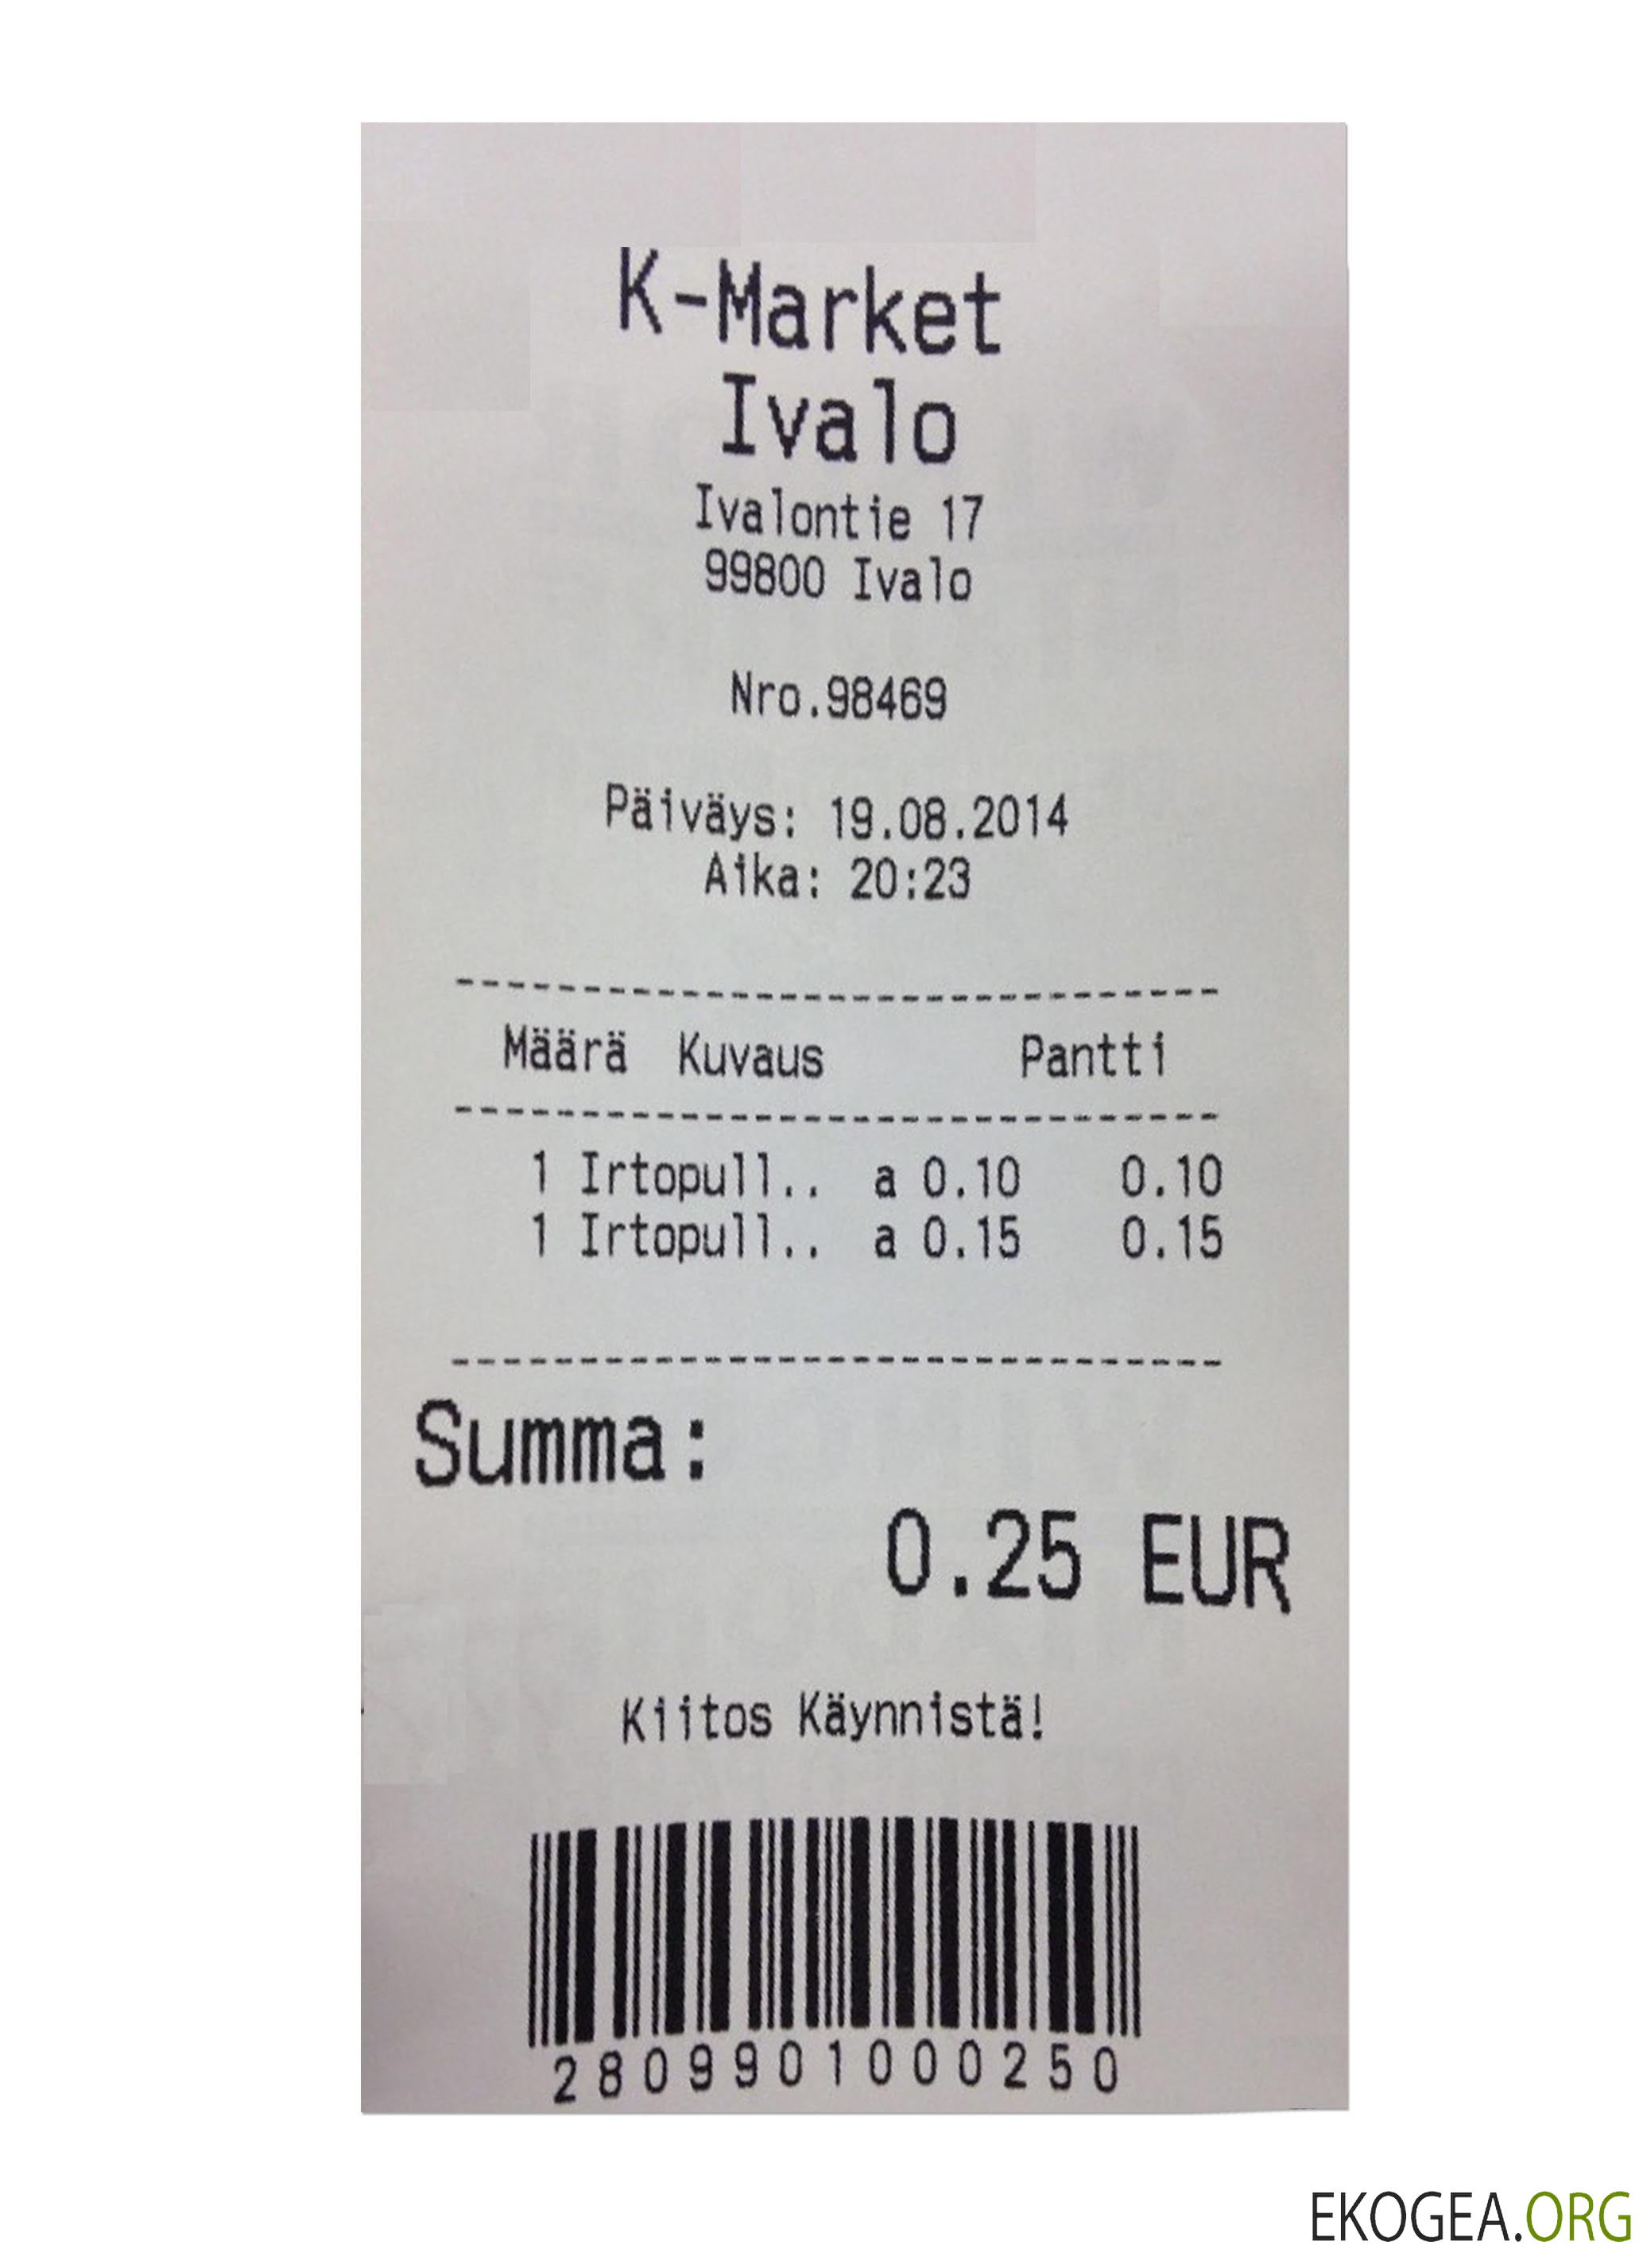 K-Market
Ivalo
Ivalontie 17
99800 Ivalo
Nro.98469
Päiväys: 19.08.2014
Aika: 20:23
Määrä Kuvaus Pantti
1 Irtopull.. a 0.10 0.10
1 Irtopull.. a 0.15 0.15
Summa:
0.25 EUR
Kiitos Käynnistä!
2809901000250
EKOGEA.ORG